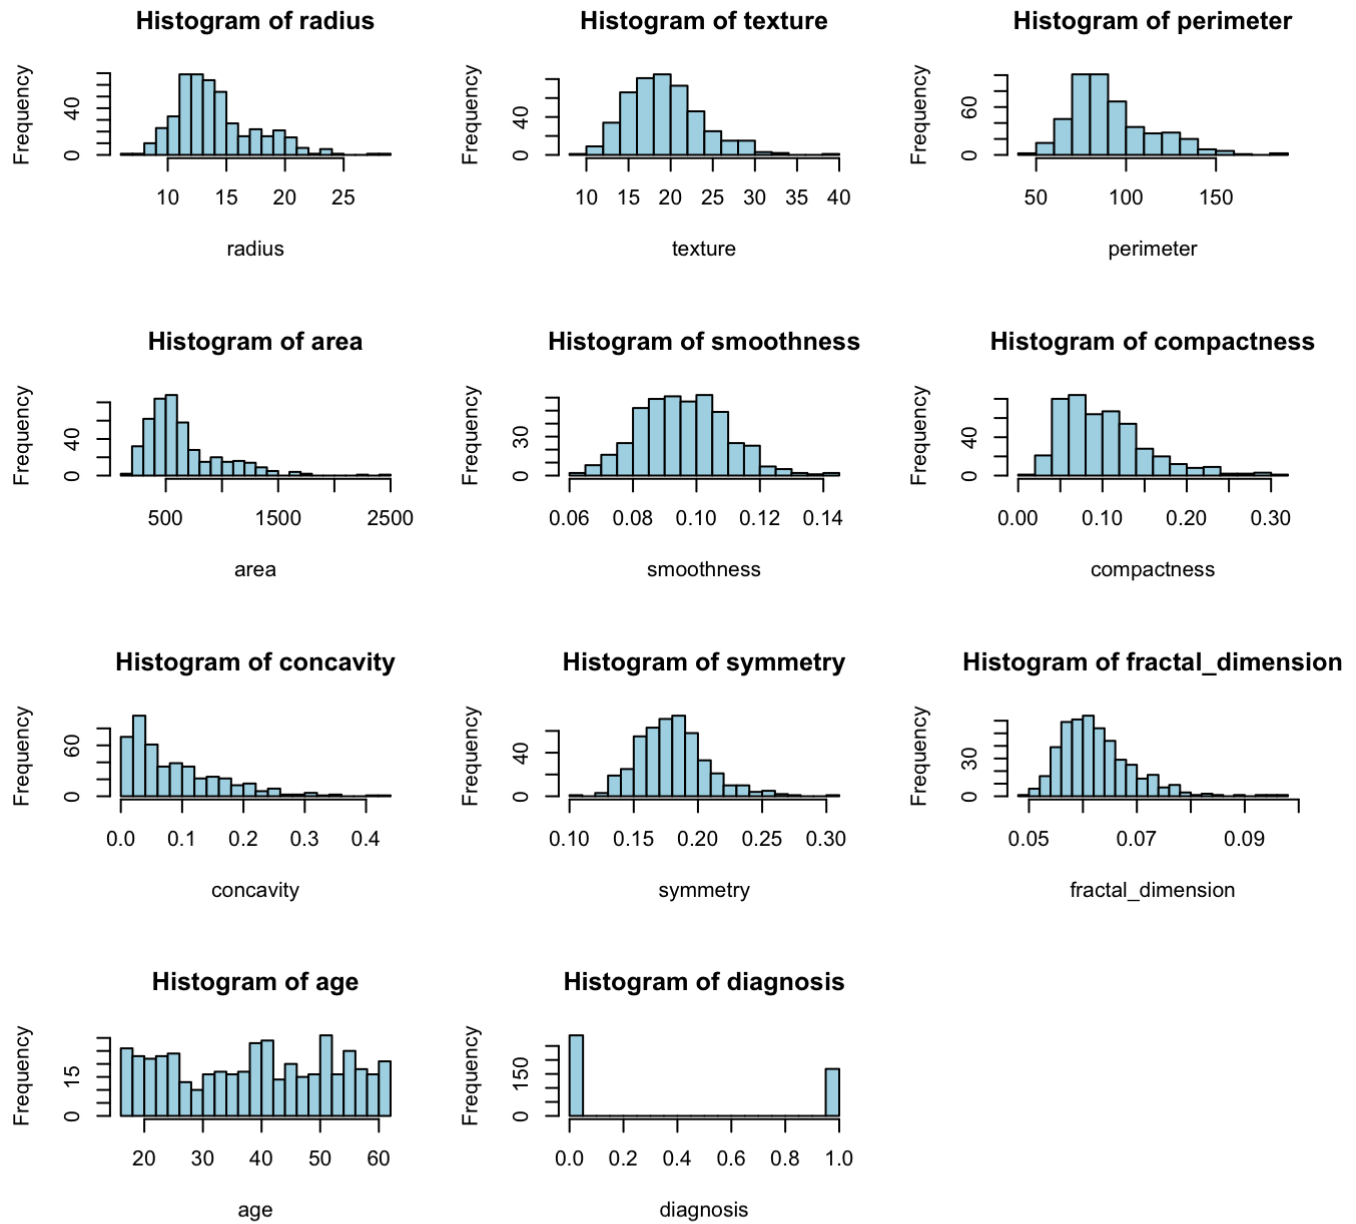 Histogram of radius
Frequency
0 40
10 15 20 25
radius
Histogram of texture
Frequency
0 40
10 15 20 25 30 35 40
texture
Histogram of perimeter
Frequency
0 60
50 100 150
perimeter
Histogram of area
Frequency
0 40
500 1500 2500
area
Histogram of smoothness
Frequency
0 30
0.06 0.08 0.10 0.12 0.14
smoothness
Histogram of compactness
Frequency
0 40
0.00 0.10 0.20 0.30
compactness
Histogram of concavity
Frequency
0 60
0.0 0.1 0.2 0.3 0.4
concavity
Histogram of symmetry
Frequency
0 40
0.10 0.15 0.20 0.25 0.30
symmetry
Histogram of fractal_dimension
Frequency
0 30
0.05 0.07 0.09
fractal_dimension
Histogram of age
Frequency
0 15
20 30 40 50 60
age
Histogram of diagnosis
Frequency
0 150
0.0 0.2 0.4 0.6 0.8 1.0
diagnosis